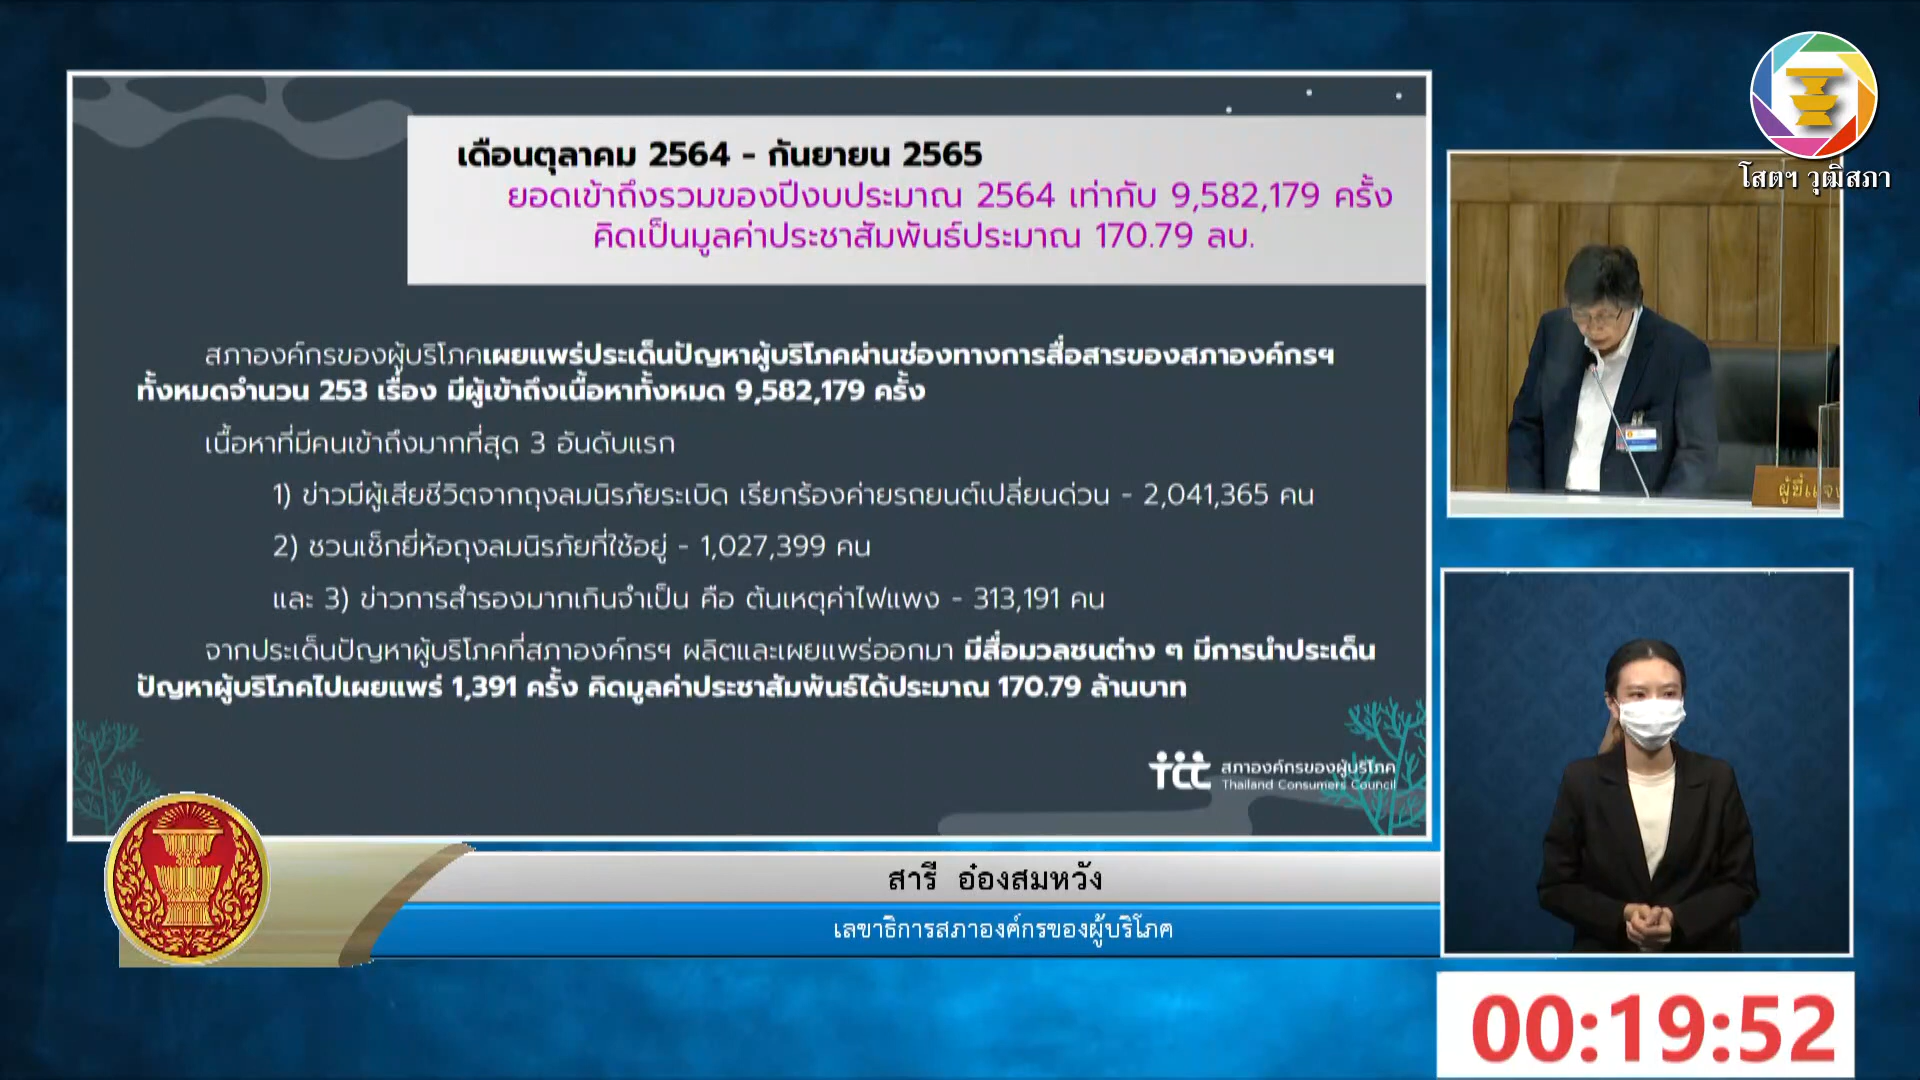 โสตฯ วุฒิสภา
เดือนตุลาคม 2564 - กันยายน 2565
ยอดเข้าถึงรวมของปีงบประมาณ 2564 เท่ากับ 9,582,179 ครั้ง
คิดเป็นมูลค่าประชาสัมพันธ์ประมาณ 170.79 ลบ.
สภาองค์กรของผู้บริโภคเผยแพร่ประเด็นปัญหาผู้บริโภคผ่านช่องทางการสื่อสารของสภาองค์กรฯ
ทั้งหมดจำนวน 253 เรื่อง มีผู้เข้าถึงเนื้อหาทั้งหมด 9,582,179 ครั้ง
เนื้อหาที่มีคนเข้าถึงมากที่สุด 3 อันดับแรก
1) ข่าวมีผู้เสียชีวิตจากถุงลมนิรภัยระเบิด เรียกร้องค่ายรถยนต์เปลี่ยนด่วน - 2,041,365 คน
2) ชวนเช็กยี่ห้อถุงลมนิรภัยที่ใช้อยู่ - 1,027,399 คน
และ 3) ข่าวการสำรองมากเกินจำเป็น คือ ต้นเหตุค่าไฟแพง - 313,191 คน
จากประเด็นปัญหาผู้บริโภคที่สภาองค์กรฯ ผลิตและเผยแพร่ออกมา มีสื่อมวลชนต่าง ๆ มีการนำประเด็น
ปัญหาผู้บริโภคไปเผยแพร่ 1,391 ครั้ง คิดมูลค่าประชาสัมพันธ์ได้ประมาณ 170.79 ล้านบาท
TCC สภาองค์กรของผู้บริโภค
Thailand Consumers Council
สารี อ๋องสมหวัง
เลขาธิการสภาองค์กรของผู้บริโภค
00:19:52